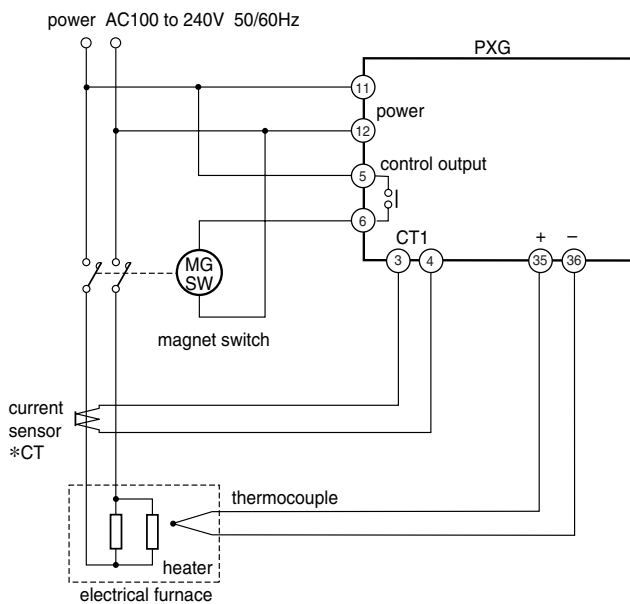 power AC100 to 240V 50/60Hz
PXG
11
power
12
control output
5
6
CT1
+ −
3 4 35 36
MG
SW
magnet switch
current
sensor
*CT
thermocouple
heater
electrical furnace